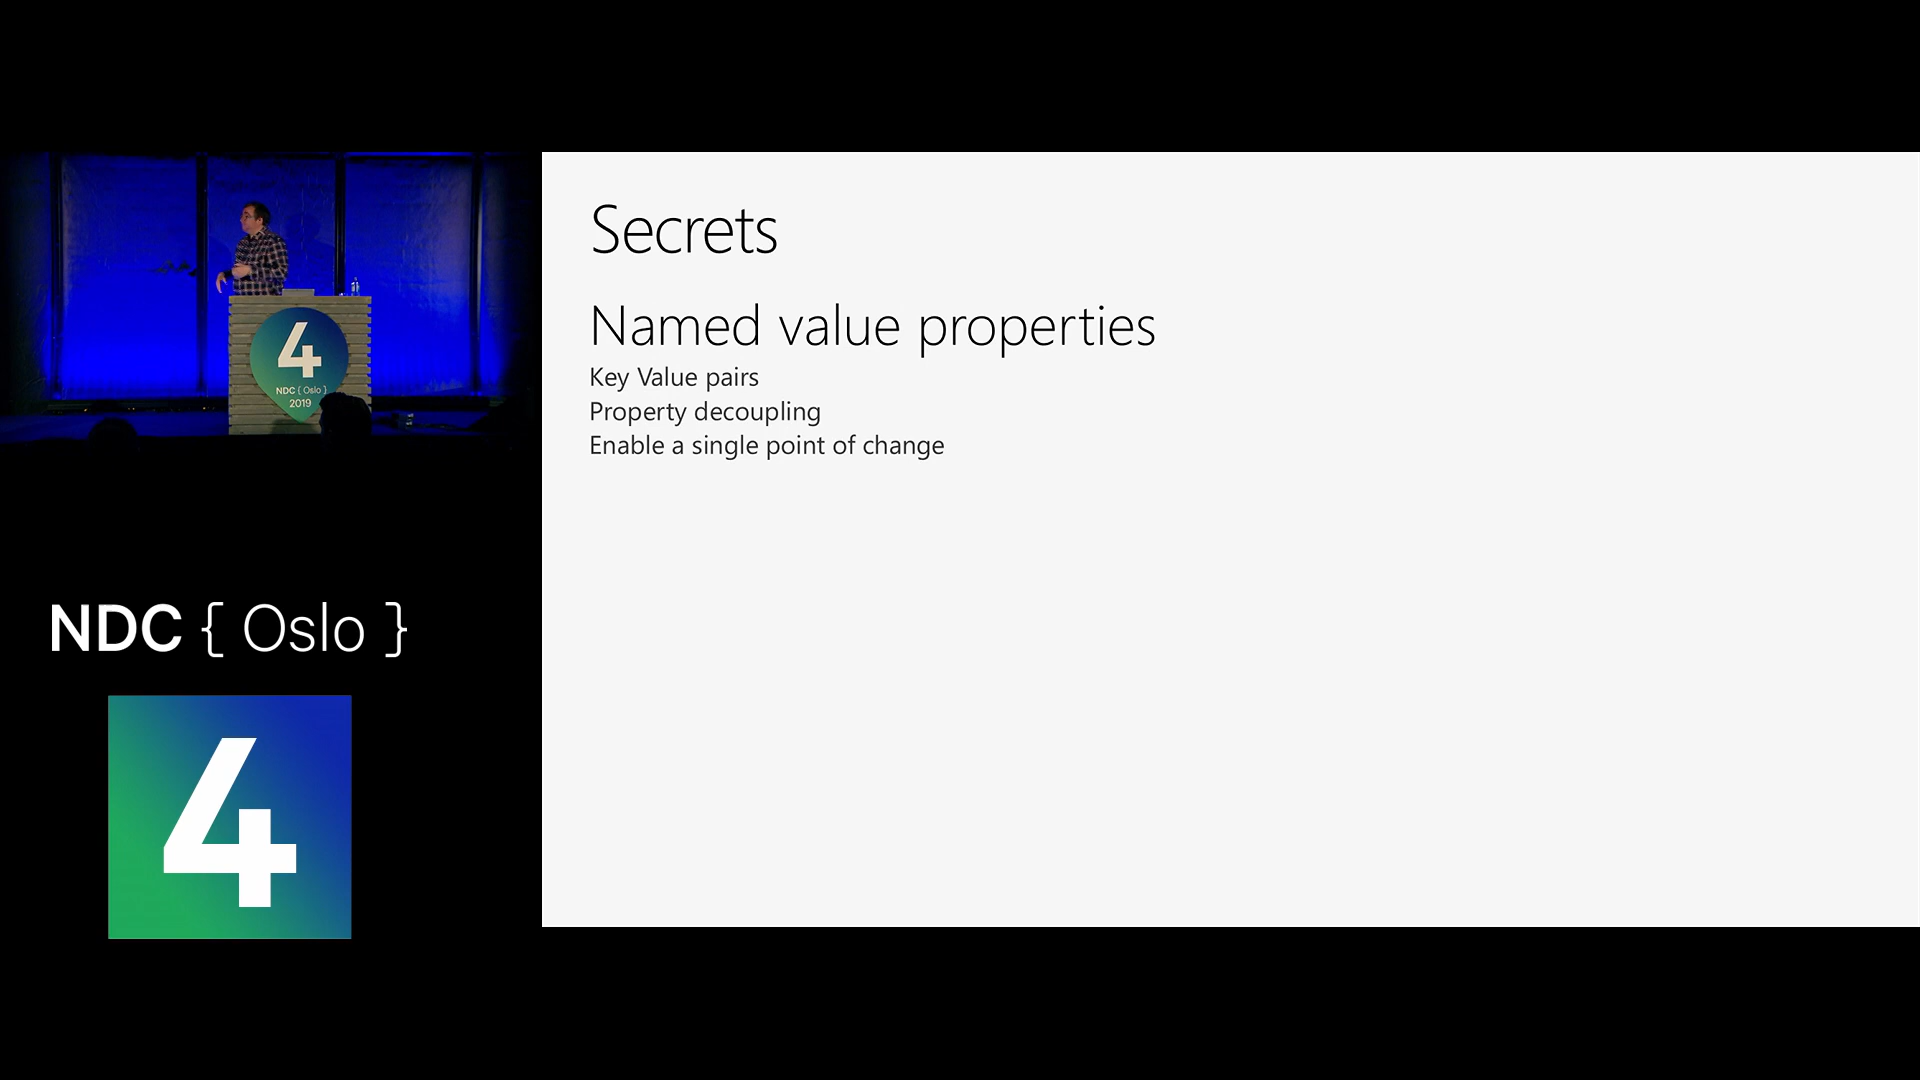 Secrets
Named value properties
Key Value pairs
Property decoupling
Enable a single point of change
4
NDC { Oslo }
2019
NDC { Oslo }
4